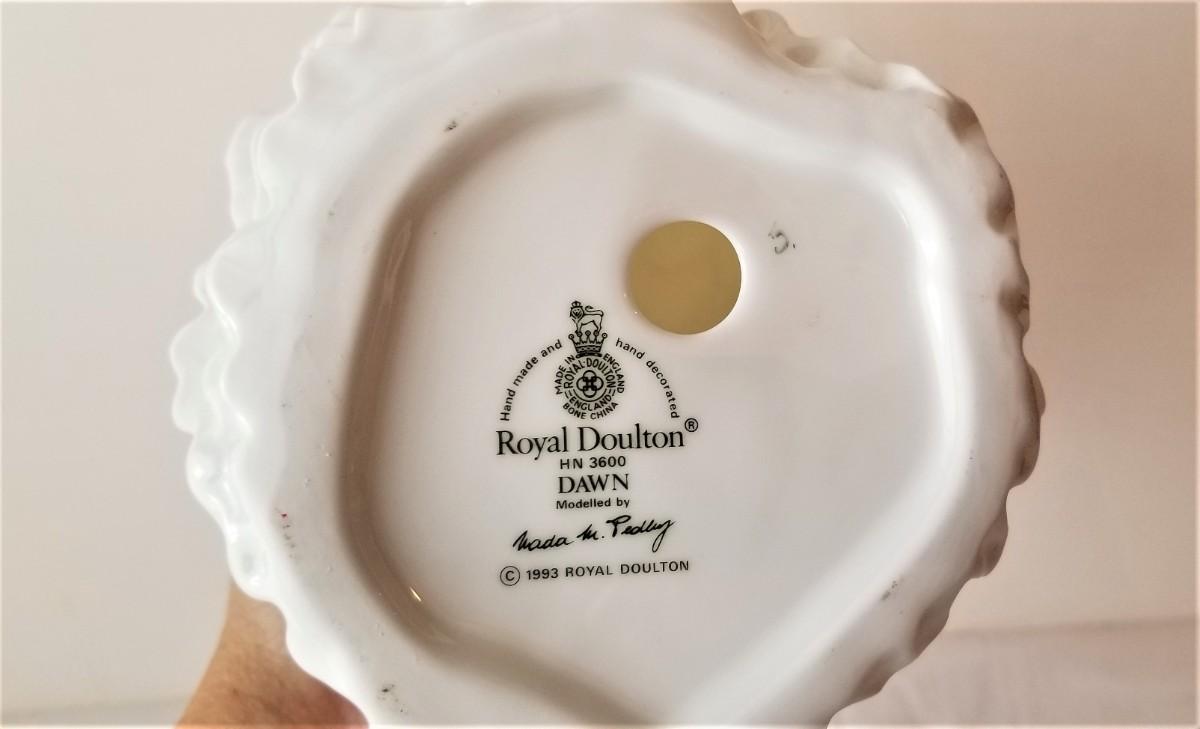 Hand made and hand decorated
MADE IN ENGLAND
ROYAL·DOULTON
ENGLAND
BONE CHINA
Royal Doulton®
HN 3600
DAWN
Modelled by
Nada M. Pedley
© 1993 ROYAL DOULTON